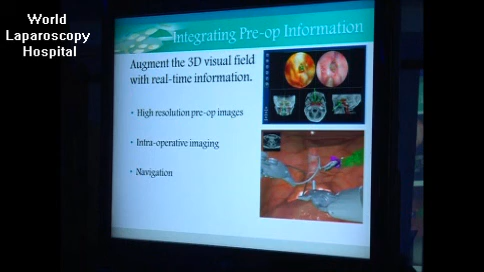 World
Laparoscopy
Hospital
Integrating Pre-op Information
Augment the 3D visual field
with real-time information.
• High resolution pre-op images
• Intra-operative imaging
• Navigation